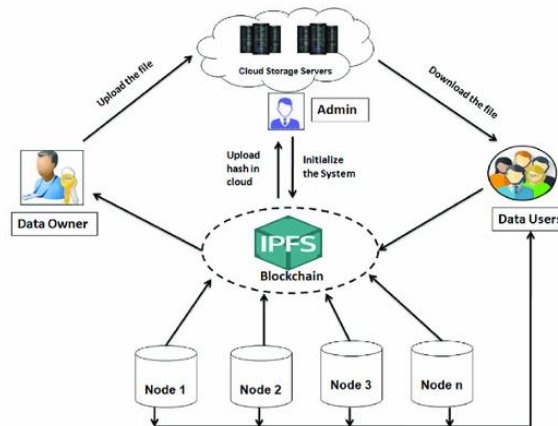 Cloud Storage Servers
Upload the file
Download the file
Admin
Upload
hash in
cloud
Initialize
the System
Data Owner
Data Users
IPFS
Blockchain
Node 1
Node 2
Node 3
Node n